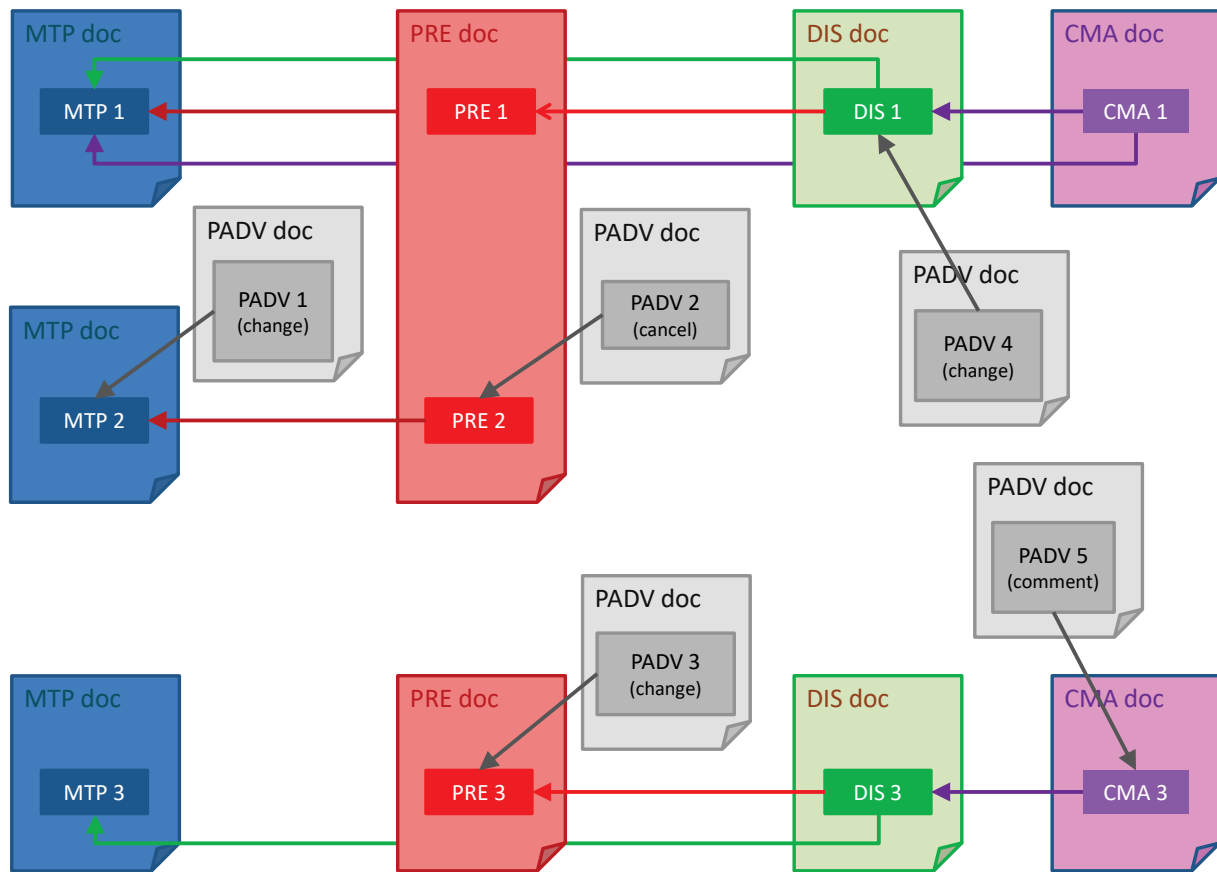 MTP doc
PRE doc
DIS doc
CMA doc
MTP 1
PRE 1
DIS 1
CMA 1
PADV doc
PADV 1
(change)
PADV doc
PADV 2
(cancel)
PADV doc
PADV 4
(change)
MTP doc
MTP 2
PRE 2
PADV doc
PADV 5
(comment)
PADV doc
PADV 3
(change)
MTP doc
PRE doc
DIS doc
CMA doc
MTP 3
PRE 3
DIS 3
CMA 3